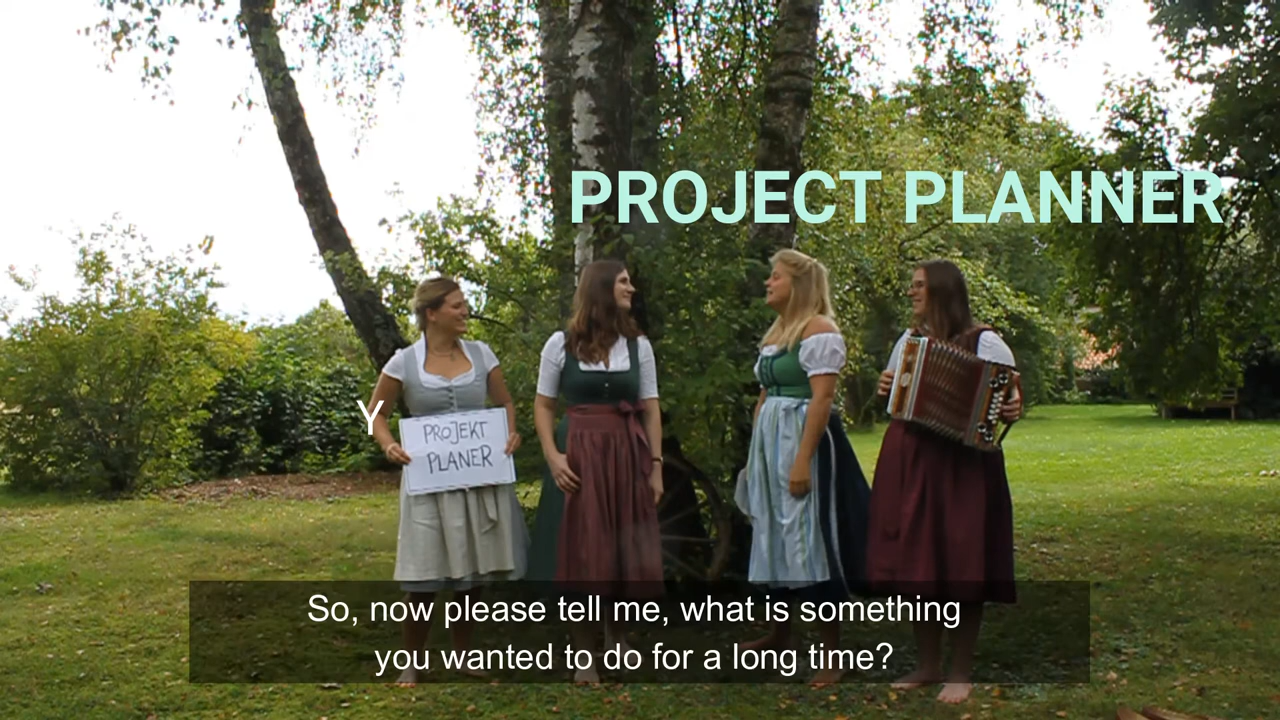 PROJECT PLANNER
Y
PROJEKT
PLANER
So, now please tell me, what is something
you wanted to do for a long time?